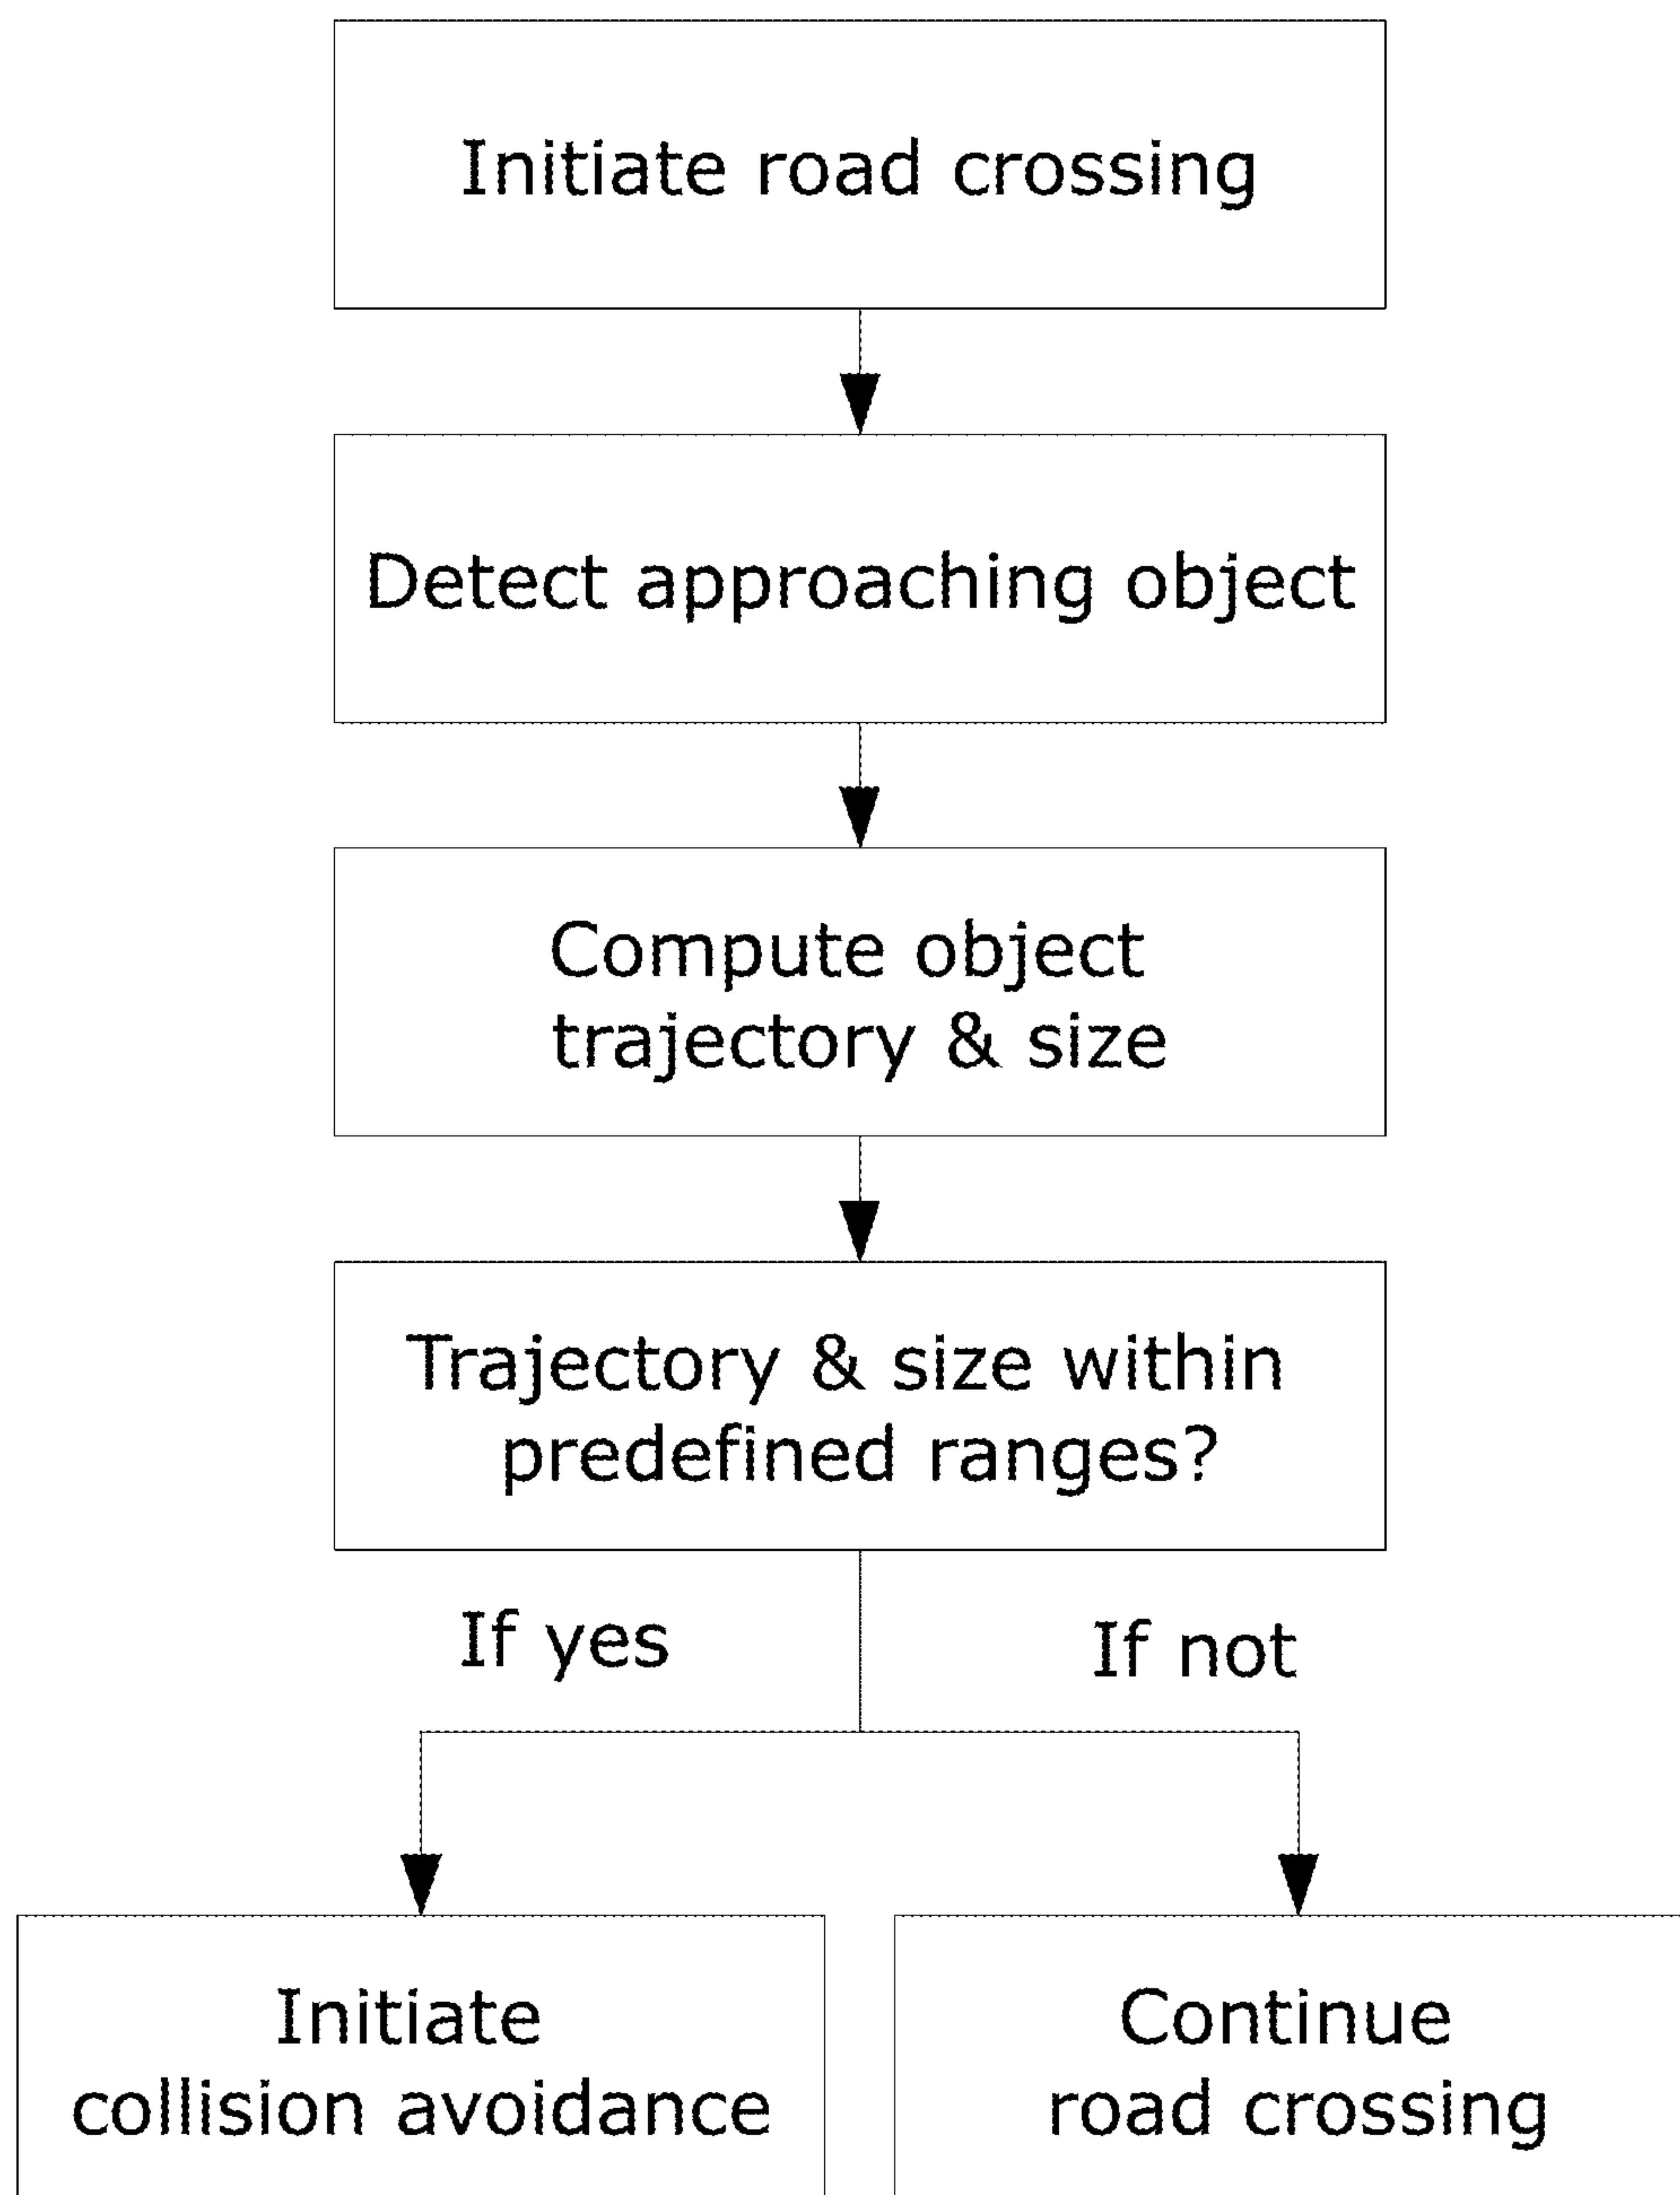 Initiate road crossing
Detect approaching object
Compute object
trajectory & size
Trajectory & size within
predefined ranges?
If yes
If not
Initiate
collision avoidance
Continue
road crossing